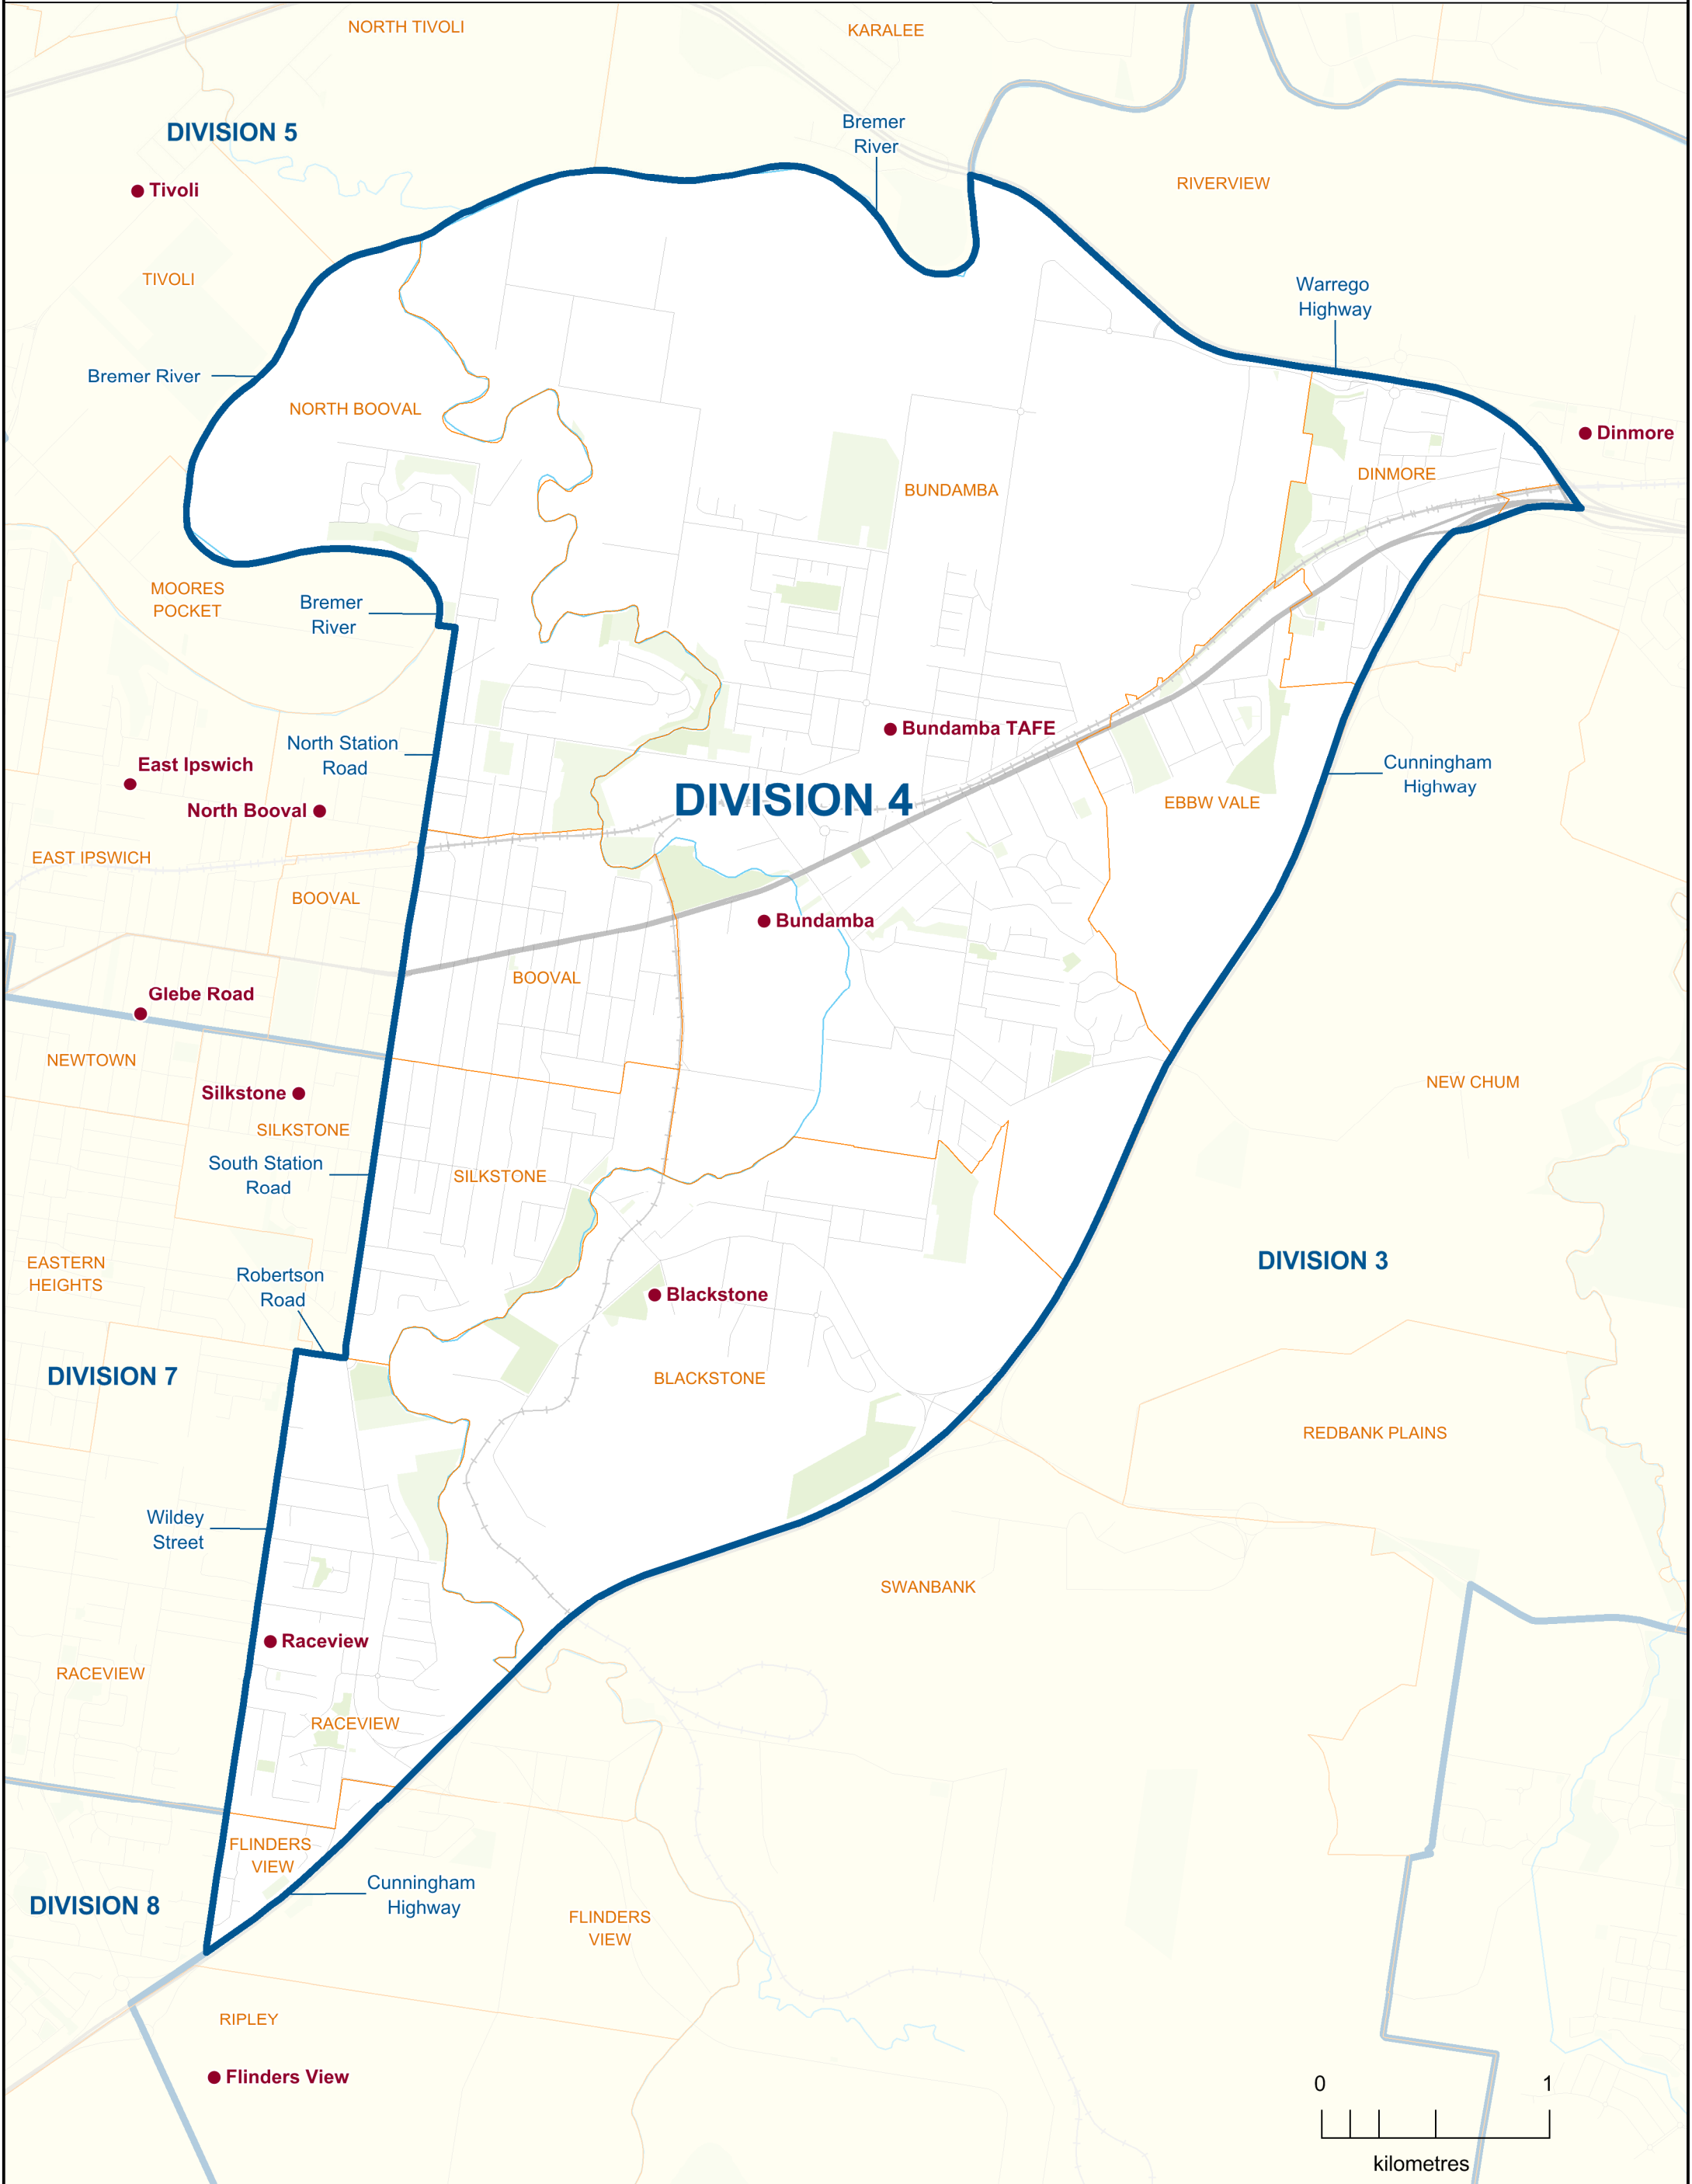 NORTH TIVOLI
KARALEE
Bremer
River
DIVISION 5
Tivoli
RIVERVIEW
TIVOLI
Warrego
Highway
Bremer River
NORTH BOOVAL
Dinmore
DINMORE
BUNDAMBA
MOORES
POCKET
Bremer
River
Bundamba TAFE
North Station
Road
East Ipswich
Cunningham
Highway
DIVISION 4
EBBW VALE
North Booval
EAST IPSWICH
BOOVAL
Bundamba
BOOVAL
Glebe Road
NEWTOWN
NEW CHUM
Silkstone
SILKSTONE
South Station
Road
SILKSTONE
EASTERN
HEIGHTS
DIVISION 3
Robertson
Road
Blackstone
DIVISION 7
BLACKSTONE
REDBANK PLAINS
Wildey
Street
SWANBANK
Raceview
RACEVIEW
RACEVIEW
FLINDERS
VIEW
Cunningham
Highway
DIVISION 8
FLINDERS
VIEW
RIPLEY
Flinders View
0 1
kilometres